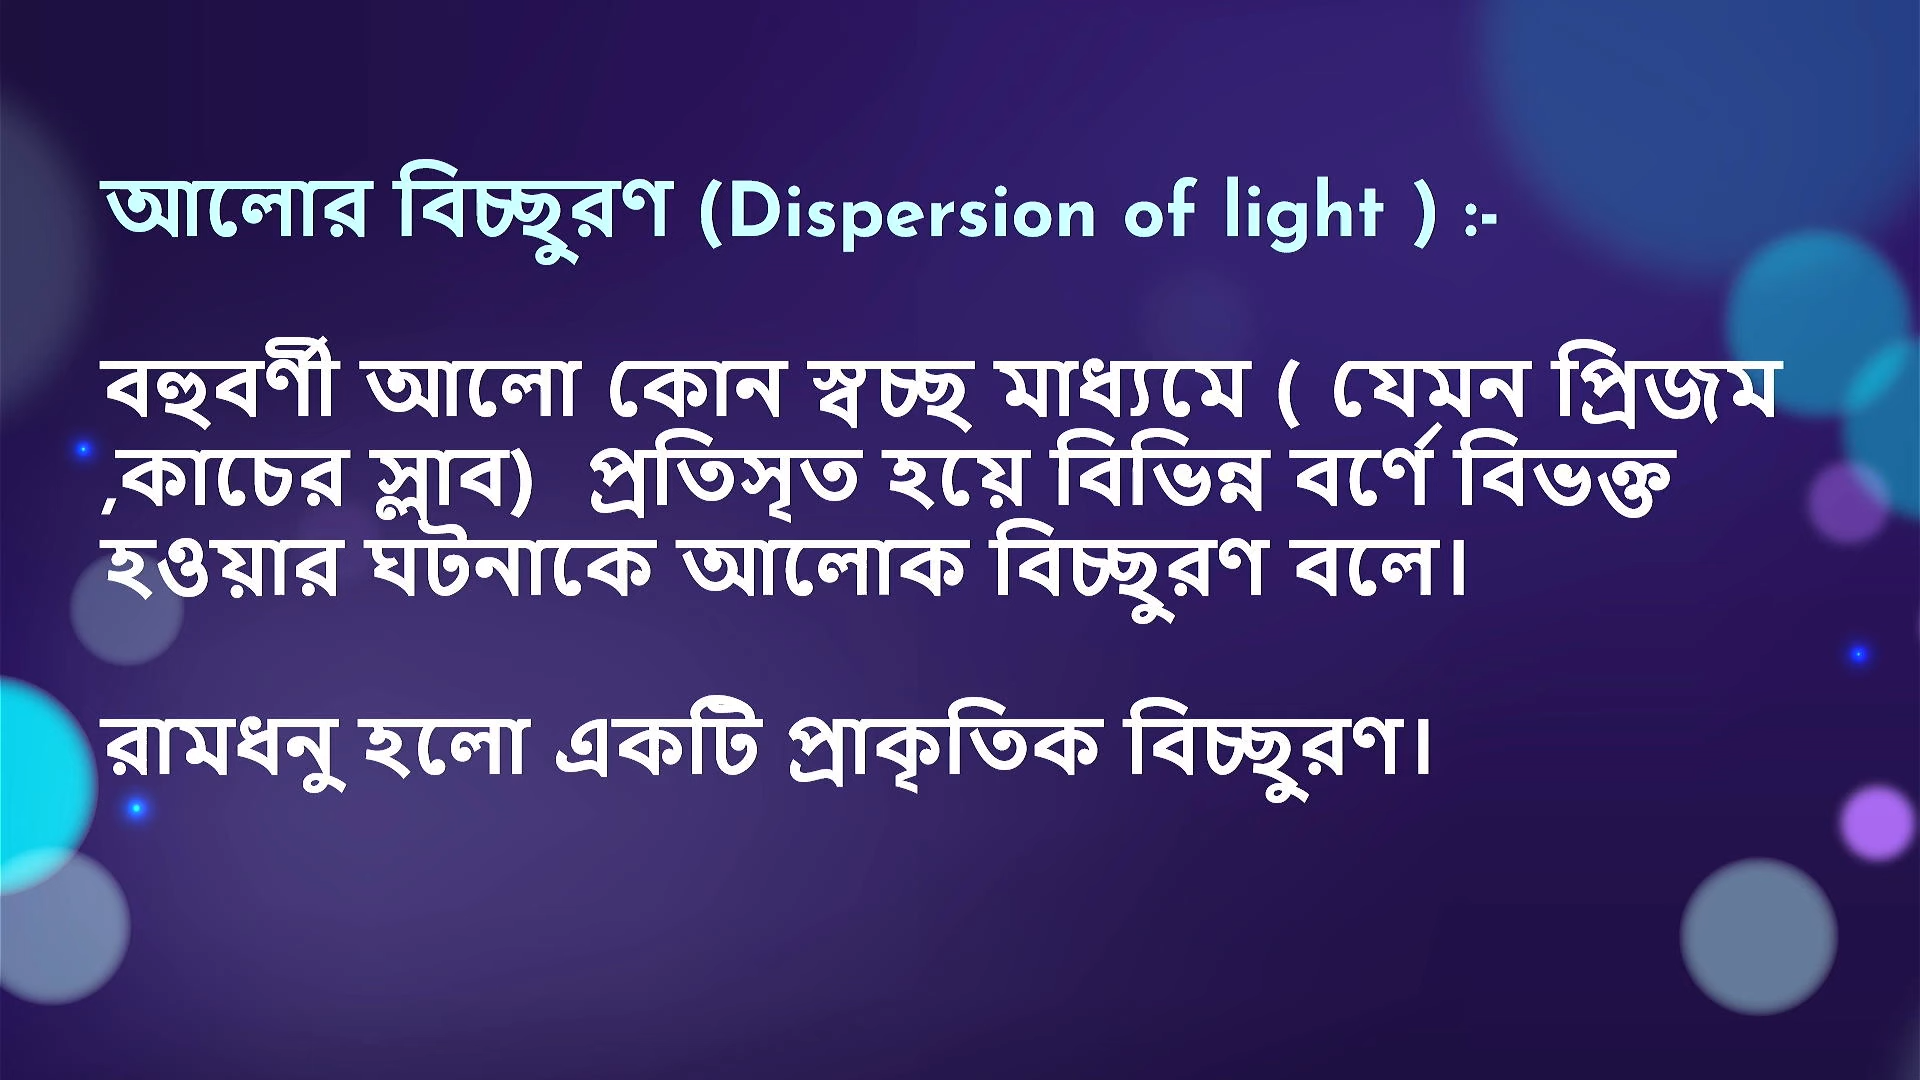 আলোর বিচ্ছুরণ (Dispersion of light ) :-
বহুবর্ণী আলো কোন স্বচ্ছ মাধ্যমে ( যেমন প্রিজম
,কাচের স্লাব)  প্রতিসৃত হয়ে বিভিন্ন বর্ণে বিভক্ত
হওয়ার ঘটনাকে আলোক বিচ্ছুরণ বলে।
রামধনু হলো একটি প্রাকৃতিক বিচ্ছুরণ।